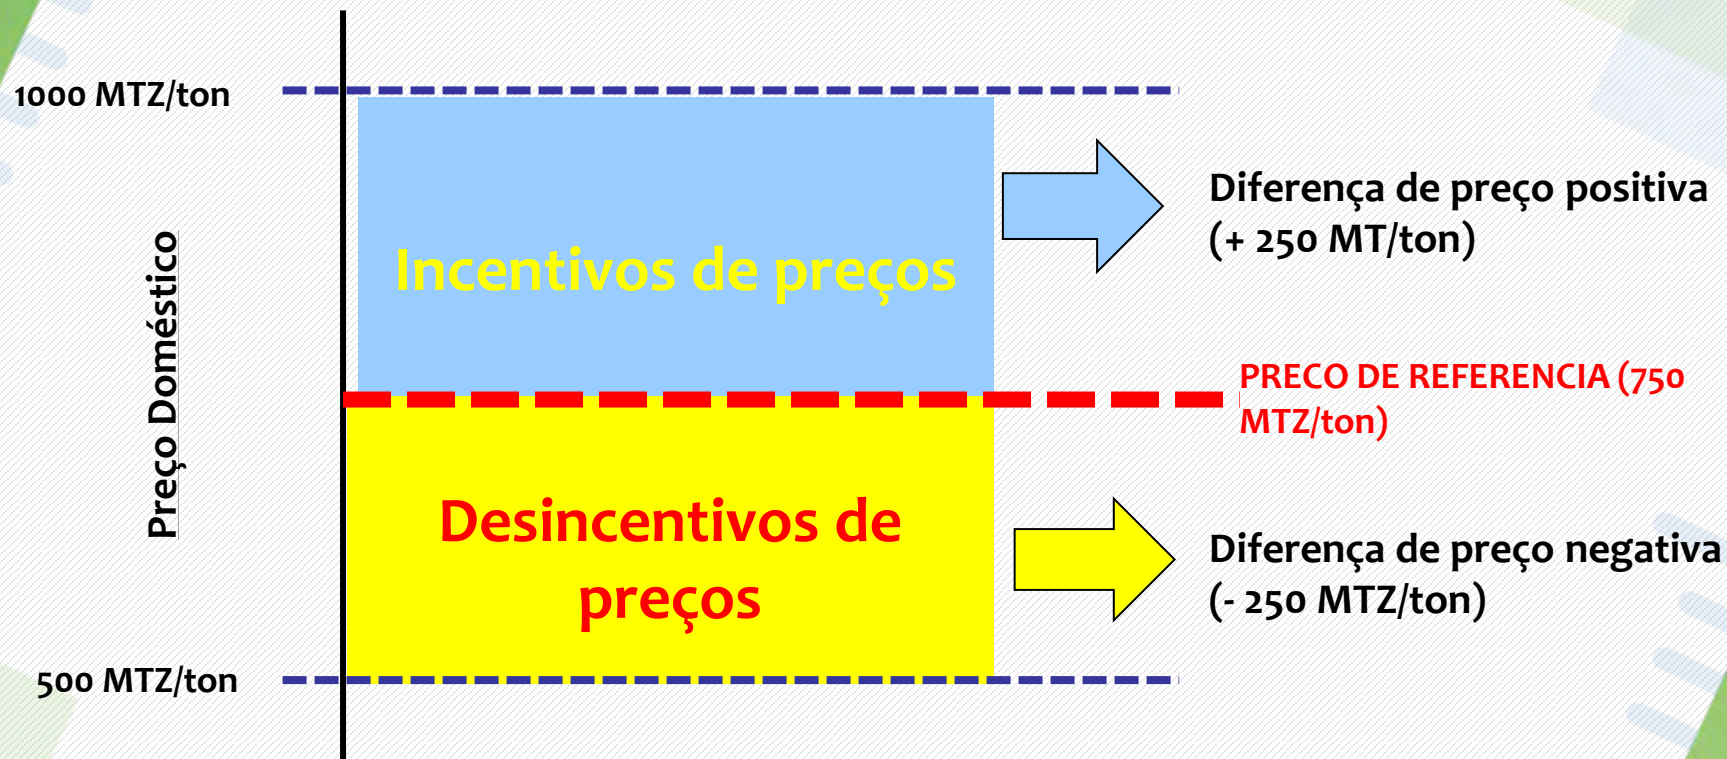 1000 MTZ/ton
Diferença de preço positiva
(+ 250 MT/ton)
Incentivos de preços
Preço Doméstico
PRECO DE REFERENCIA (750
MTZ/ton)
Desincentivos de
preços
Diferença de preço negativa
(- 250 MTZ/ton)
500 MTZ/ton